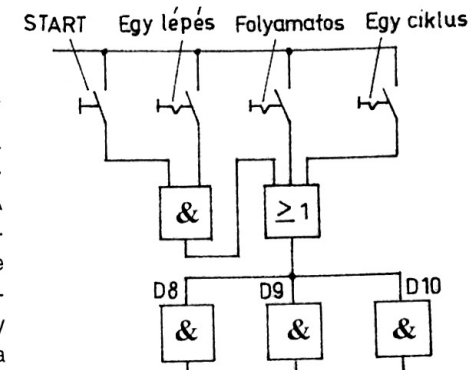 START Egy lépés Folyamatos Egy ciklus
& ≥1
D8 D9 D10
& & &
A
e
y
a